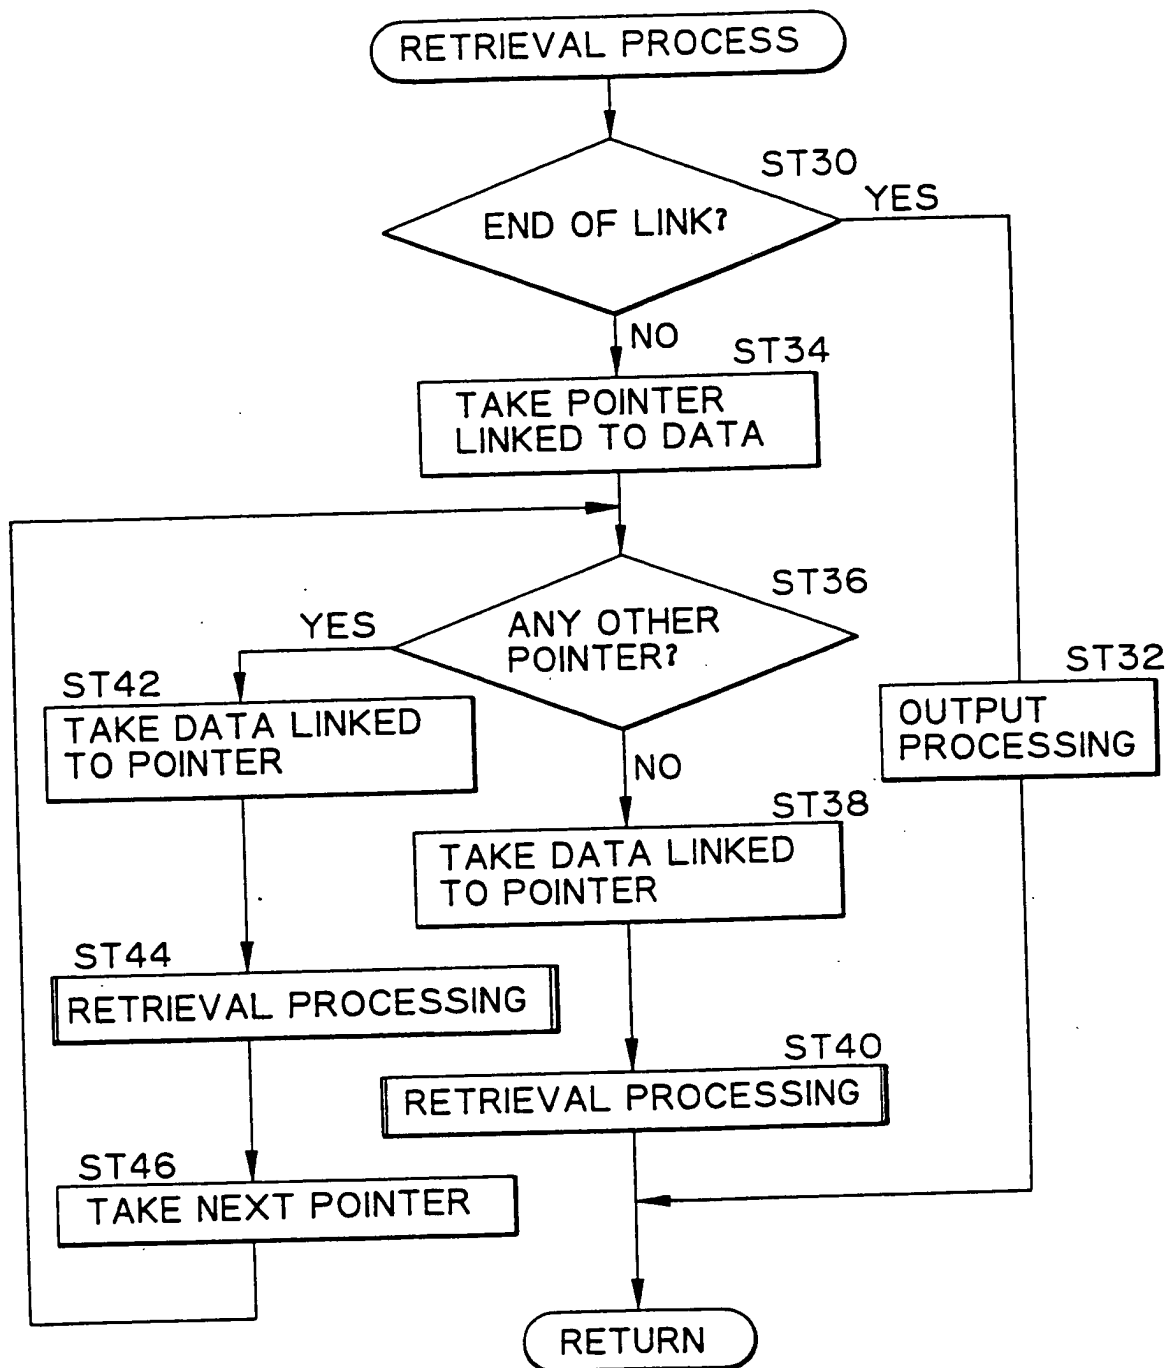 RETRIEVAL PROCESS
ST30
YES
END OF LINK?
NO
ST34
TAKE POINTER
LINKED TO DATA
ST36
YES
ANY OTHER
POINTER?
ST32
OUTPUT
PROCESSING
ST42
TAKE DATA LINKED
TO POINTER
NO
ST38
TAKE DATA LINKED
TO POINTER
ST44
RETRIEVAL PROCESSING
ST40
RETRIEVAL PROCESSING
ST46
TAKE NEXT POINTER
RETURN